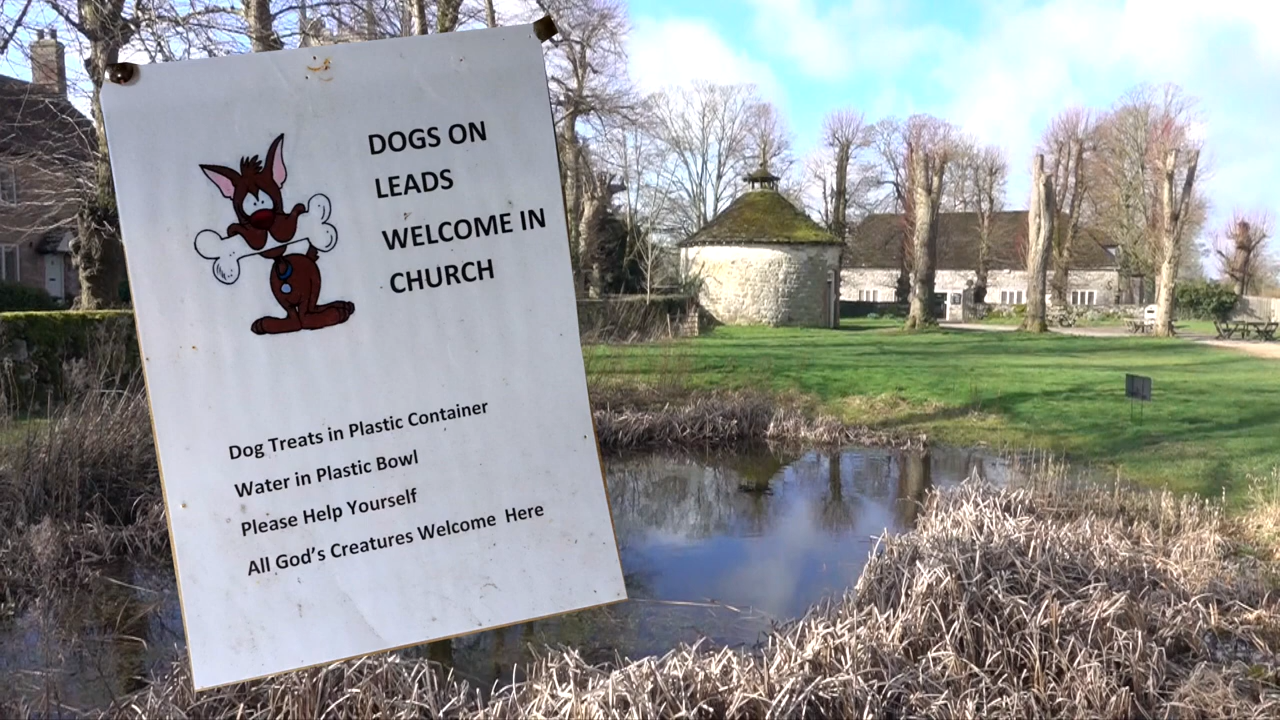 DOGS ON
LEADS
WELCOME IN
CHURCH
Dog Treats in Plastic Container
Water in Plastic Bowl
Please Help Yourself
All God's Creatures Welcome Here